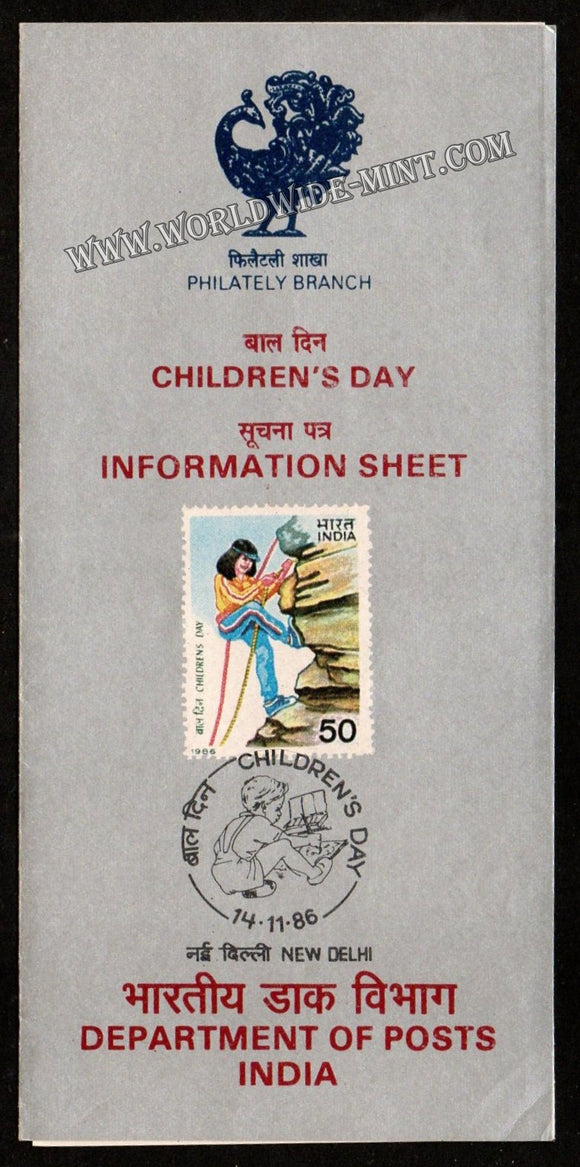 WWW.WORLDWIDE-MINT.COM
फिलैटली शाखा
PHILATELY BRANCH
बाल दिन
CHILDREN'S DAY
सूचना पत्र
INFORMATION SHEET
भारत
INDIA
बाल दिन CHILDREN'S DAY
50
1986
बाल दिन CHILDREN'S DAY
14·11·86
नई दिल्ली NEW DELHI
भारतीय डाक विभाग
DEPARTMENT OF POSTS
INDIA